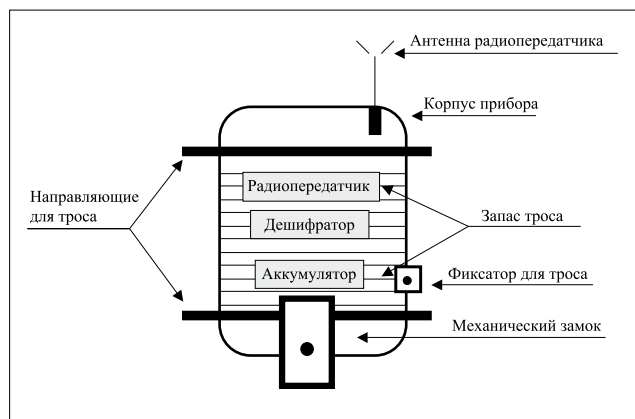 Антенна радиопередатчика
Корпус прибора
Радиопередатчик
Направляющие
для троса
Дешифратор
Запас троса
Аккумулятор
Фиксатор для троса
Механический замок